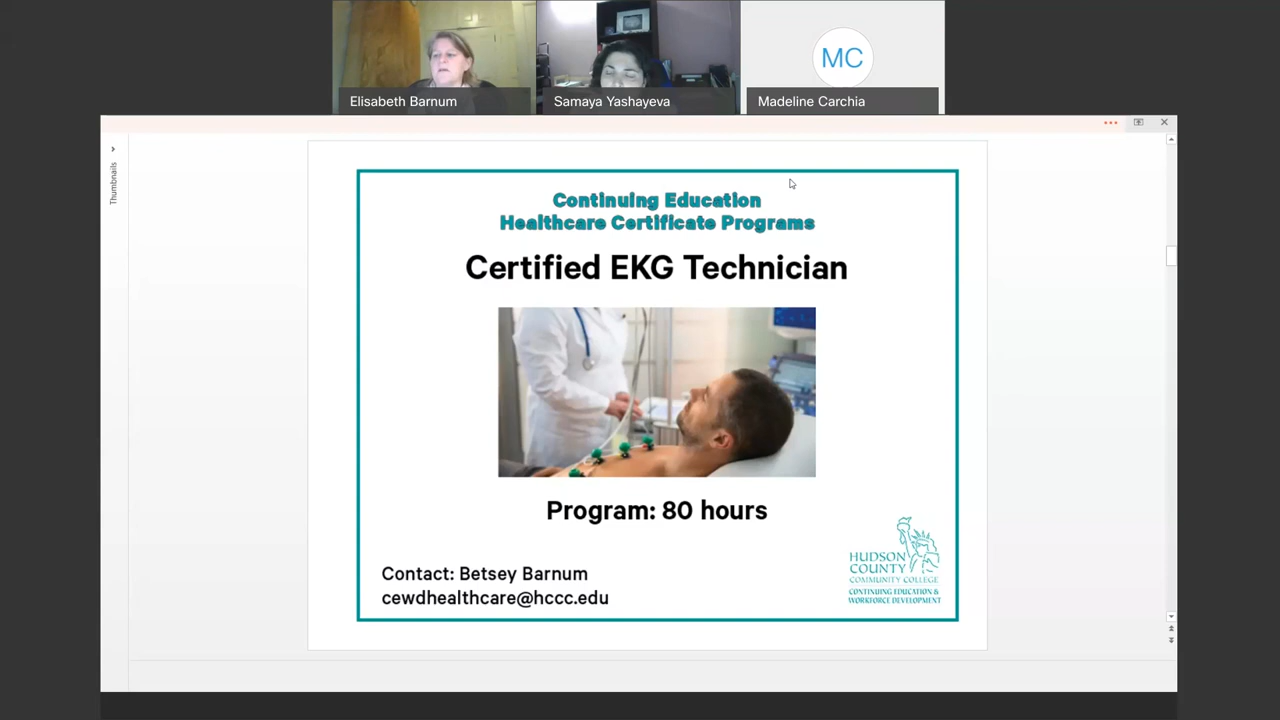 Elisabeth Barnum
Samaya Yashayeva
MC
Madeline Carchia
Thumbnails
Continuing Education
Healthcare Certificate Programs
Certified EKG Technician
Program: 80 hours
Contact: Betsey Barnum
cewdhealthcare@hccc.edu
HUDSON
COUNTY
COMMUNITY COLLEGE
CONTINUING EDUCATION &
WORKFORCE DEVELOPMENT